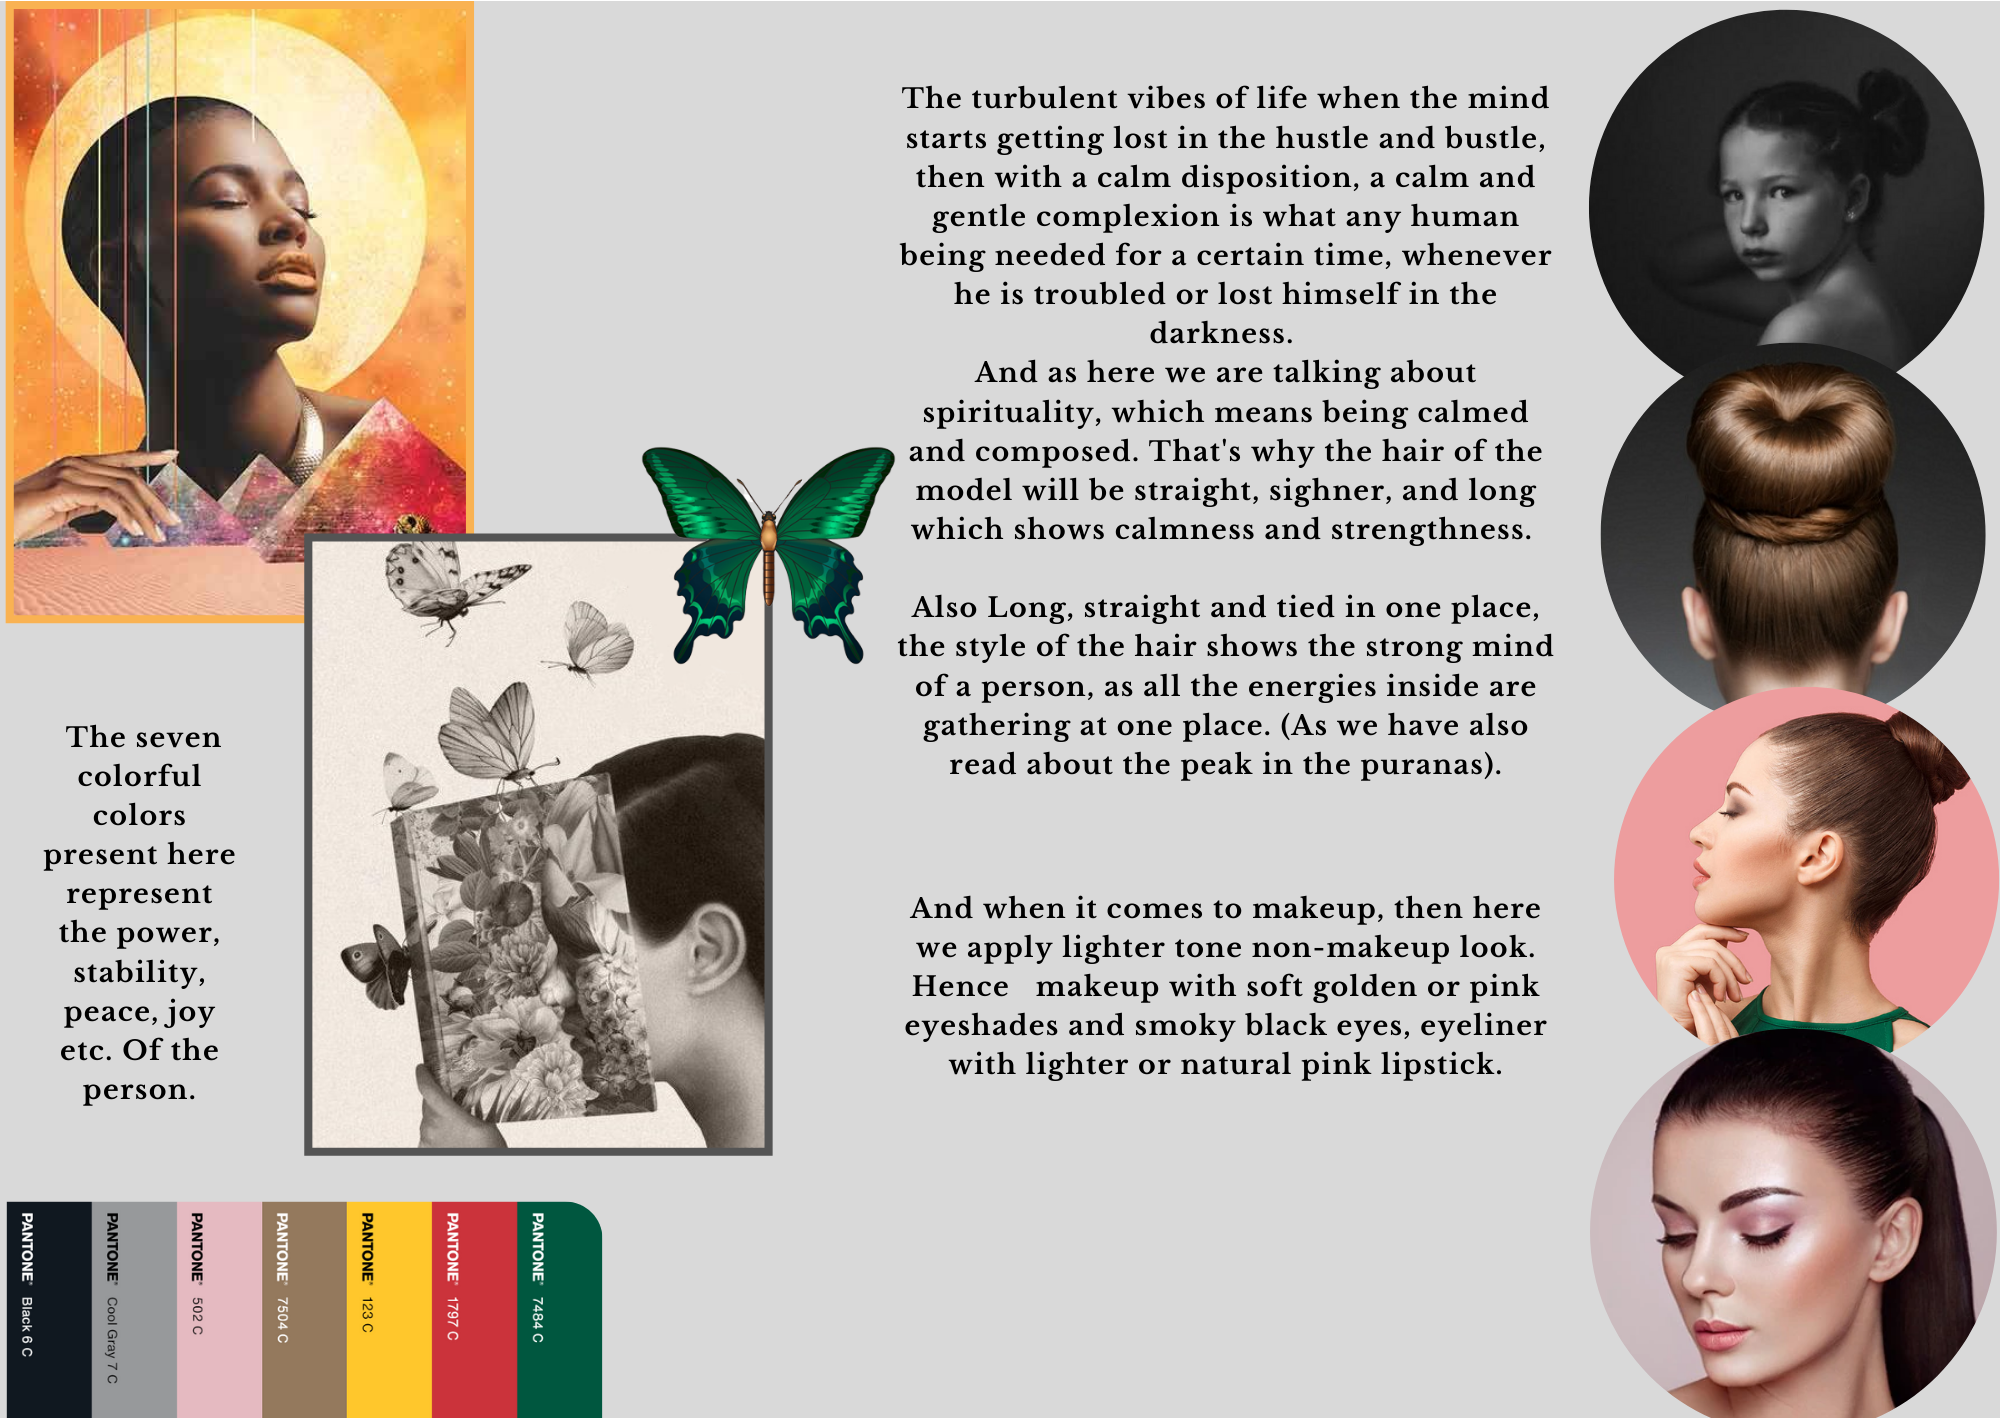 The turbulent vibes of life when the mind
starts getting lost in the hustle and bustle,
then with a calm disposition, a calm and
gentle complexion is what any human
being needed for a certain time, whenever
he is troubled or lost himself in the
darkness.
And as here we are talking about
spirituality, which means being calmed
and composed. That's why the hair of the
model will be straight, sighner, and long
which shows calmness and strengthness.
Also Long, straight and tied in one place,
the style of the hair shows the strong mind
of a person, as all the energies inside are
gathering at one place. (As we have also
read about the peak in the puranas).
And when it comes to makeup, then here
we apply lighter tone non-makeup look.
Hence   makeup with soft golden or pink
eyeshades and smoky black eyes, eyeliner
with lighter or natural pink lipstick.
The seven
colorful
colors
present here
represent
the power,
stability,
peace, joy
etc. Of the
person.
PANTONE® Black 6 C
PANTONE® Cool Gray 7 C
PANTONE® 502 C
PANTONE® 7504 C
PANTONE® 123 C
PANTONE® 1797 C
PANTONE® 7484 C